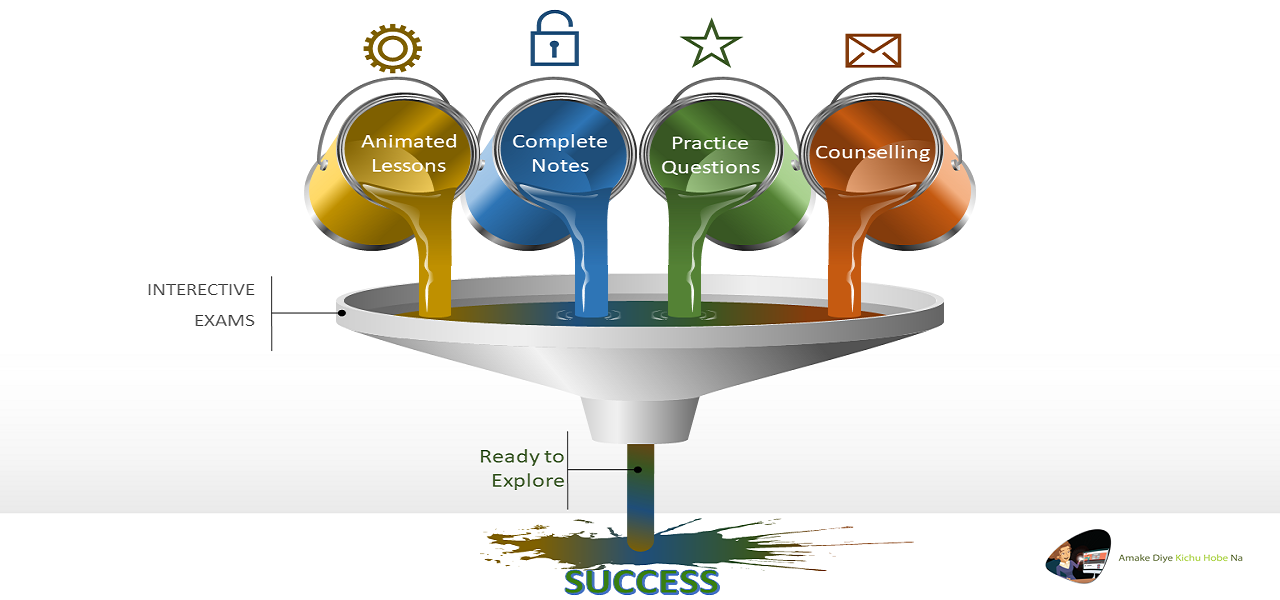 Animated
Lessons
Complete
Notes
Practice
Questions
Counselling
INTERECTIVE
EXAMS
Ready to
Explore
SUCCESS
Amake Diye Kichu Hobe Na